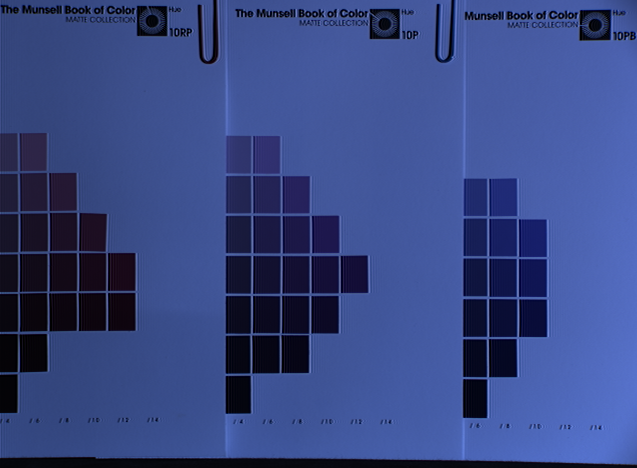 The Munsell Book of Color
MATTE COLLECTION
Hue
10RP
/4 /6 /8 /10 /12 /14
The Munsell Book of Color
MATTE COLLECTION
Hue
10P
/4 /6 /8 /10 /12 /14
Munsell Book of Color
MATTE COLLECTION
Hue
10PB
/6 /8 /10 /12 /14